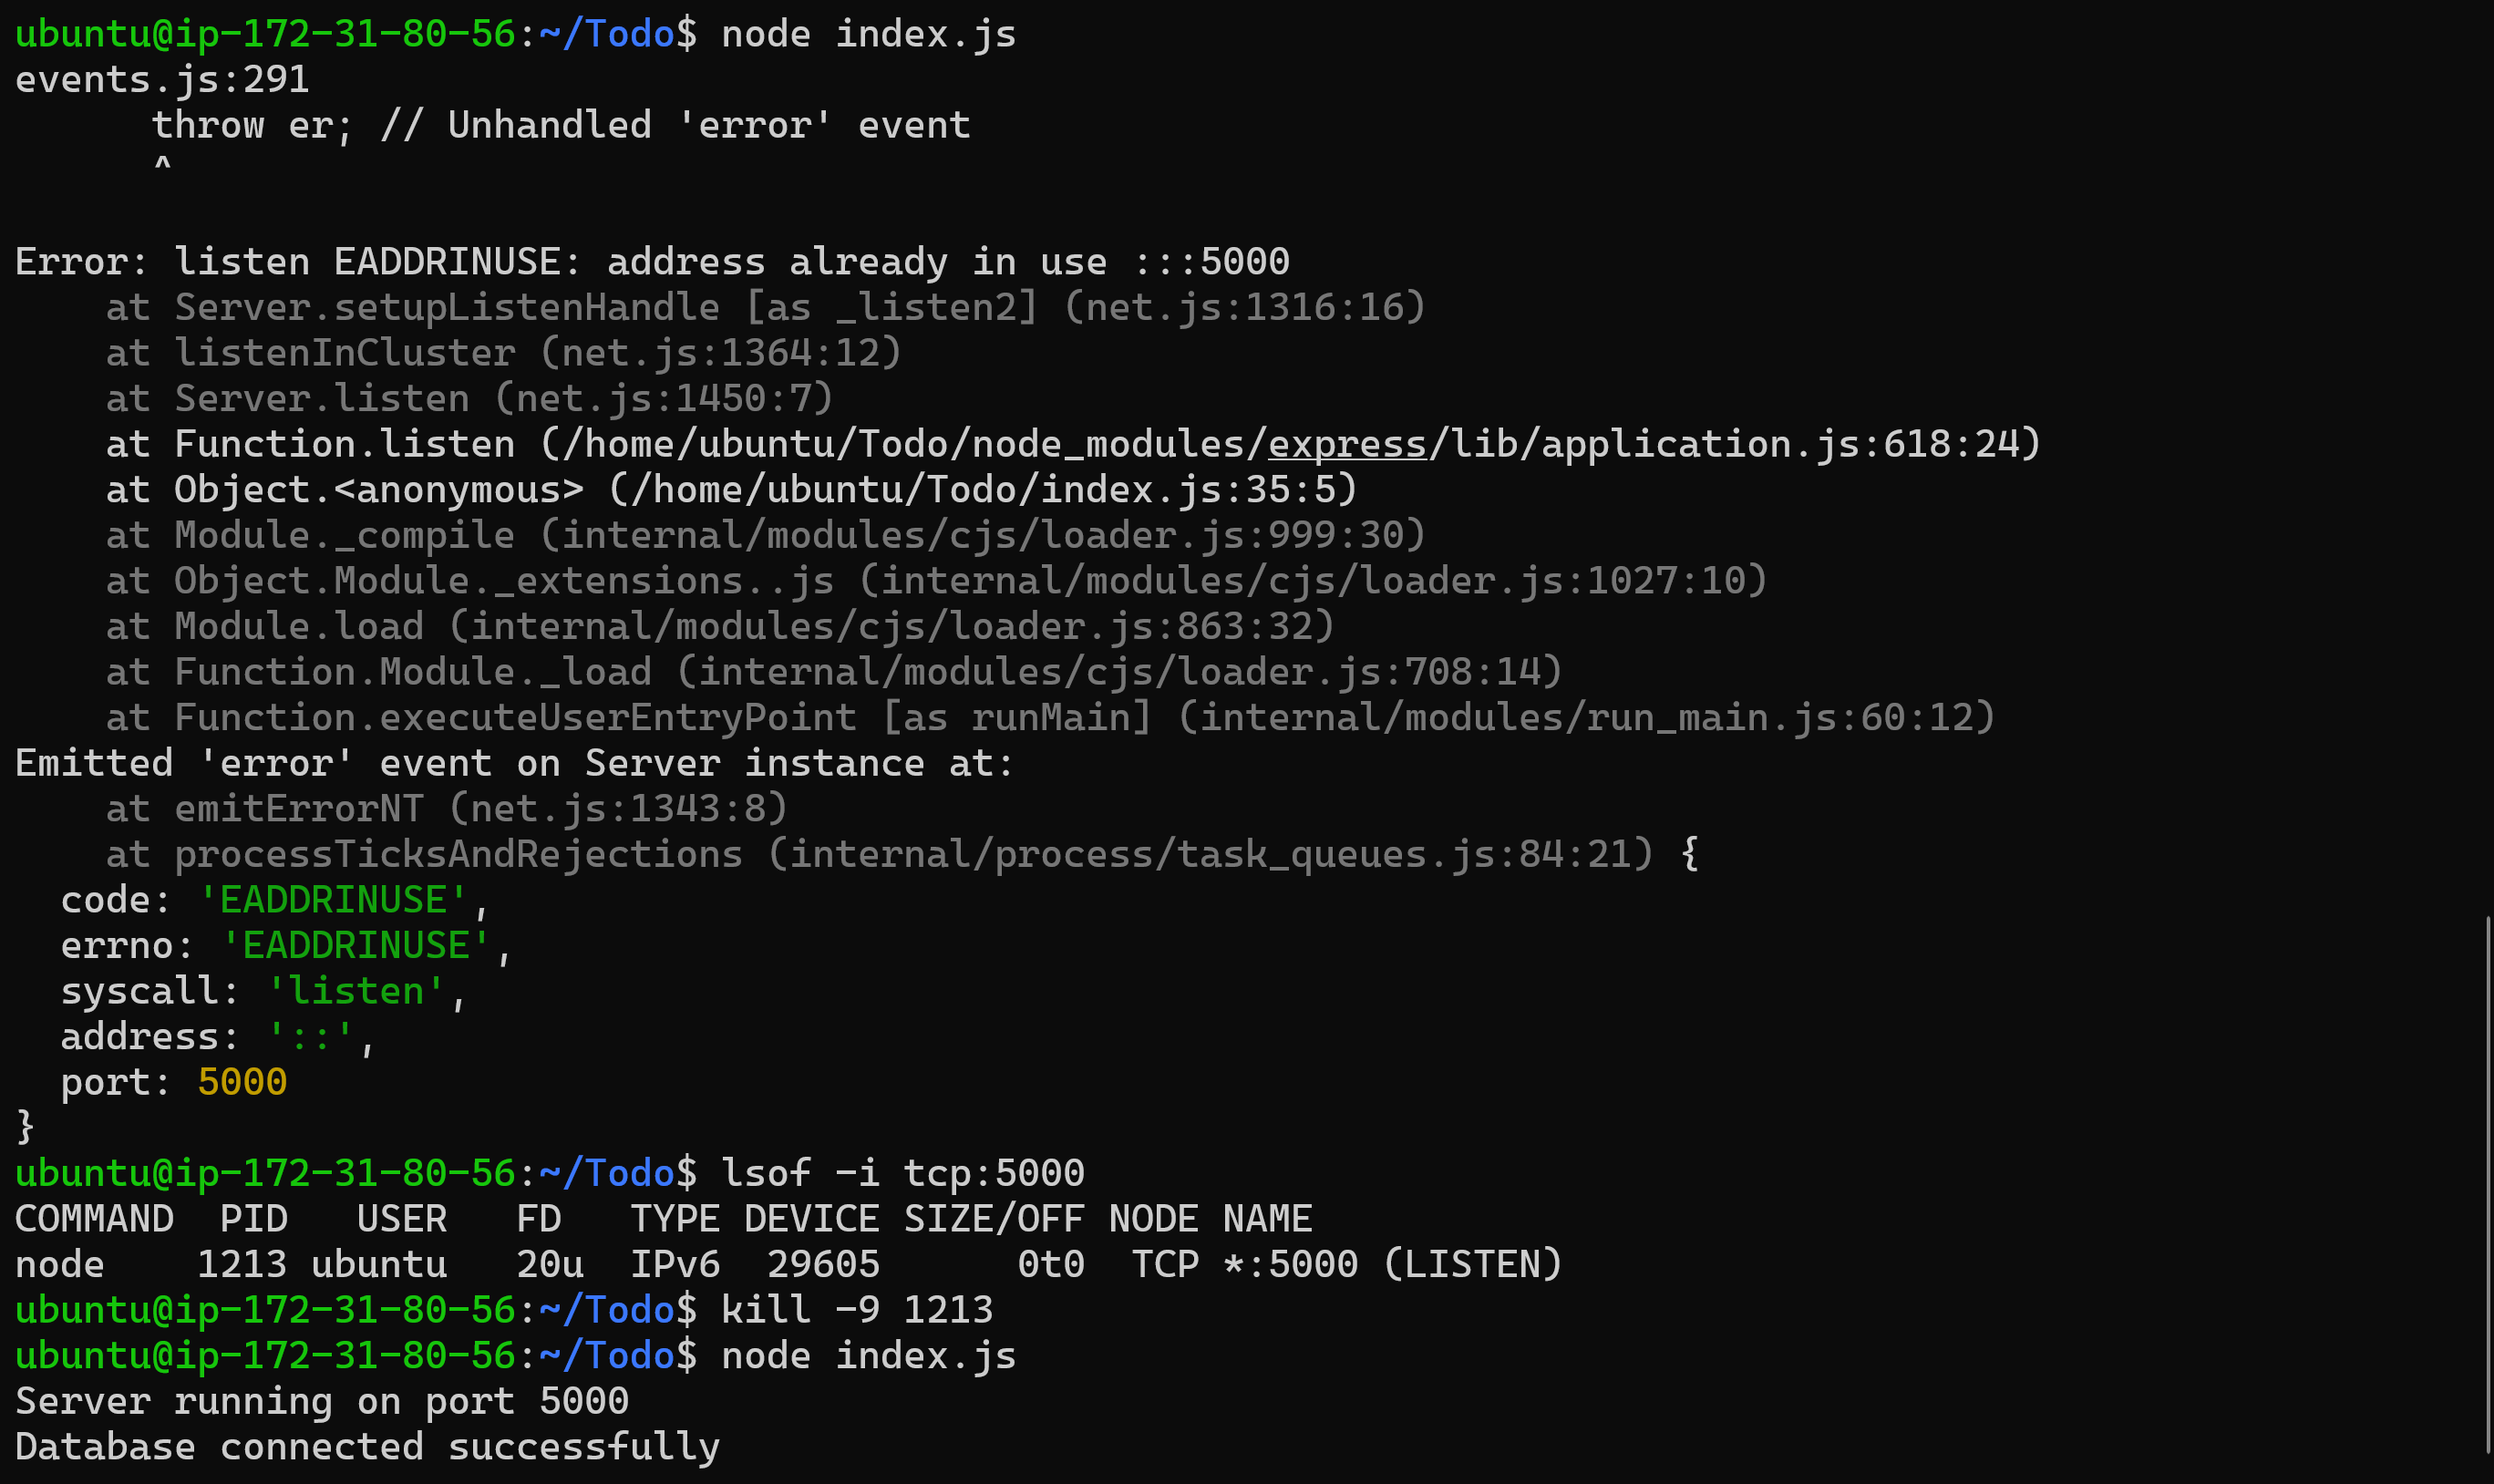 ubuntu@ip-172-31-80-56:~/Todo$ node index.js
events.js:291
      throw er; // Unhandled 'error' event
      ^

Error: listen EADDRINUSE: address already in use :::5000
    at Server.setupListenHandle [as _listen2] (net.js:1316:16)
    at listenInCluster (net.js:1364:12)
    at Server.listen (net.js:1450:7)
    at Function.listen (/home/ubuntu/Todo/node_modules/express/lib/application.js:618:24)
    at Object.<anonymous> (/home/ubuntu/Todo/index.js:35:5)
    at Module._compile (internal/modules/cjs/loader.js:999:30)
    at Object.Module._extensions..js (internal/modules/cjs/loader.js:1027:10)
    at Module.load (internal/modules/cjs/loader.js:863:32)
    at Function.Module._load (internal/modules/cjs/loader.js:708:14)
    at Function.executeUserEntryPoint [as runMain] (internal/modules/run_main.js:60:12)
Emitted 'error' event on Server instance at:
    at emitErrorNT (net.js:1343:8)
    at processTicksAndRejections (internal/process/task_queues.js:84:21) {
  code: 'EADDRINUSE',
  errno: 'EADDRINUSE',
  syscall: 'listen',
  address: '::',
  port: 5000
}
ubuntu@ip-172-31-80-56:~/Todo$ lsof -i tcp:5000
COMMAND  PID   USER   FD   TYPE DEVICE SIZE/OFF NODE NAME
node    1213 ubuntu   20u  IPv6  29605      0t0  TCP *:5000 (LISTEN)
ubuntu@ip-172-31-80-56:~/Todo$ kill -9 1213
ubuntu@ip-172-31-80-56:~/Todo$ node index.js
Server running on port 5000
Database connected successfully